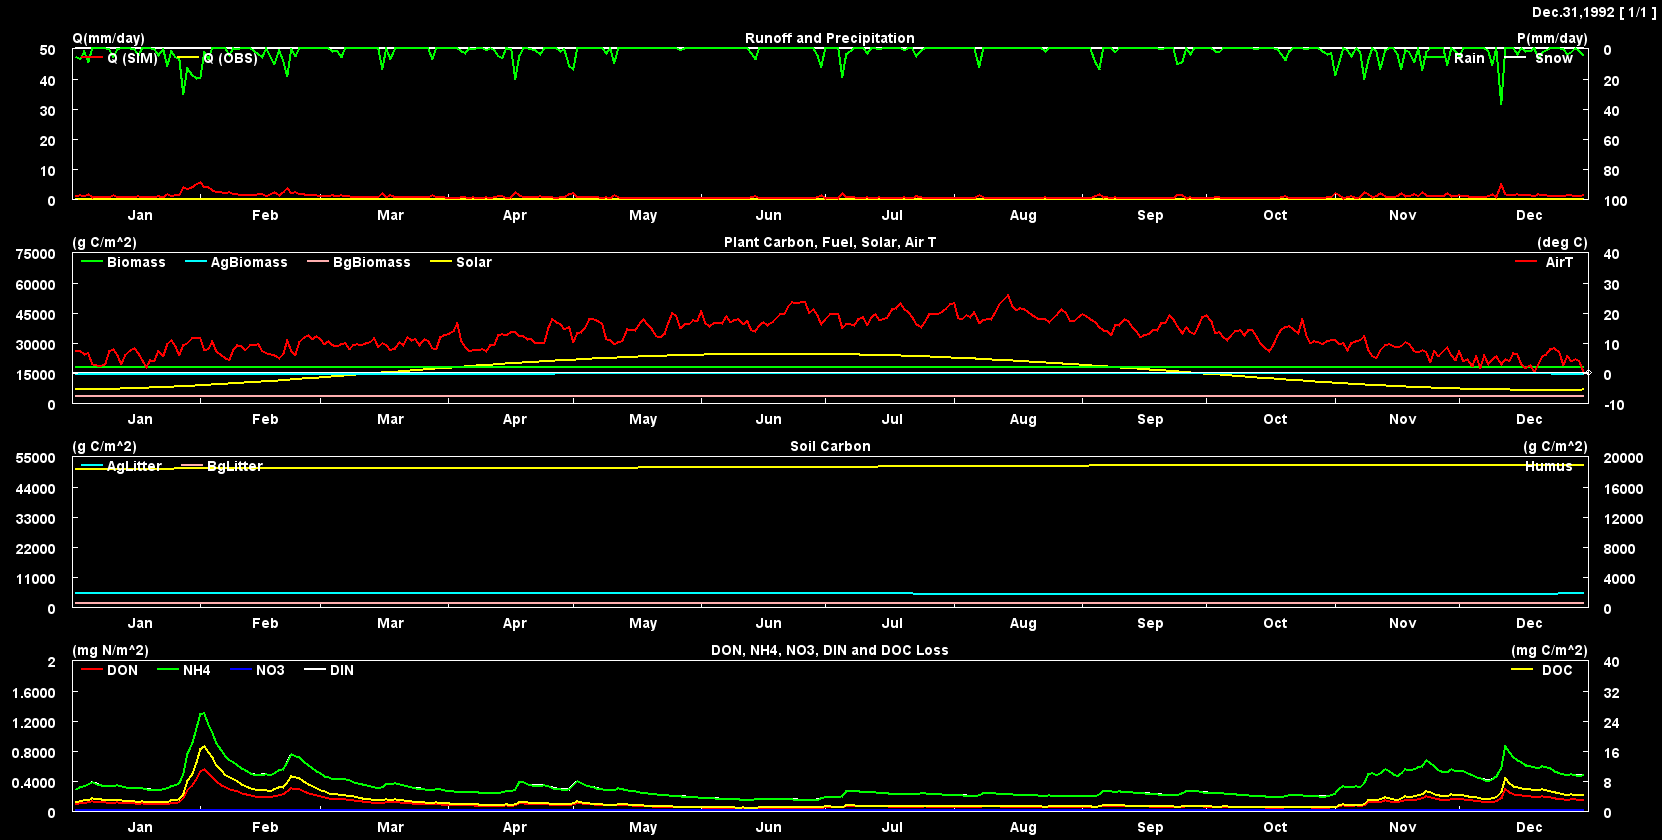 Dec.31,1992 [ 1/1 ]
Q(mm/day) Runoff and Precipitation P(mm/day)
50 Q (SIM) Q (OBS) Rain Snow 0
40 20
30 40
20 60
10 80
0 100
Jan Feb Mar Apr May Jun Jul Aug Sep Oct Nov Dec
(g C/m^2) Plant Carbon, Fuel, Solar, Air T (deg C)
75000 40
Biomass AgBiomass BgBiomass Solar AirT
60000 30
45000 20
30000 10
15000 0
0 -10
Jan Feb Mar Apr May Jun Jul Aug Sep Oct Nov Dec
(g C/m^2) Soil Carbon (g C/m^2)
55000 20000
AgLitter BgLitter Humus
44000 16000
33000 12000
22000 8000
11000 4000
0 0
Jan Feb Mar Apr May Jun Jul Aug Sep Oct Nov Dec
(mg N/m^2) DON, NH4, NO3, DIN and DOC Loss (mg C/m^2)
2 40
DON NH4 NO3 DIN DOC
1.6000 32
1.2000 24
0.8000 16
0.4000 8
0 0
Jan Feb Mar Apr May Jun Jul Aug Sep Oct Nov Dec